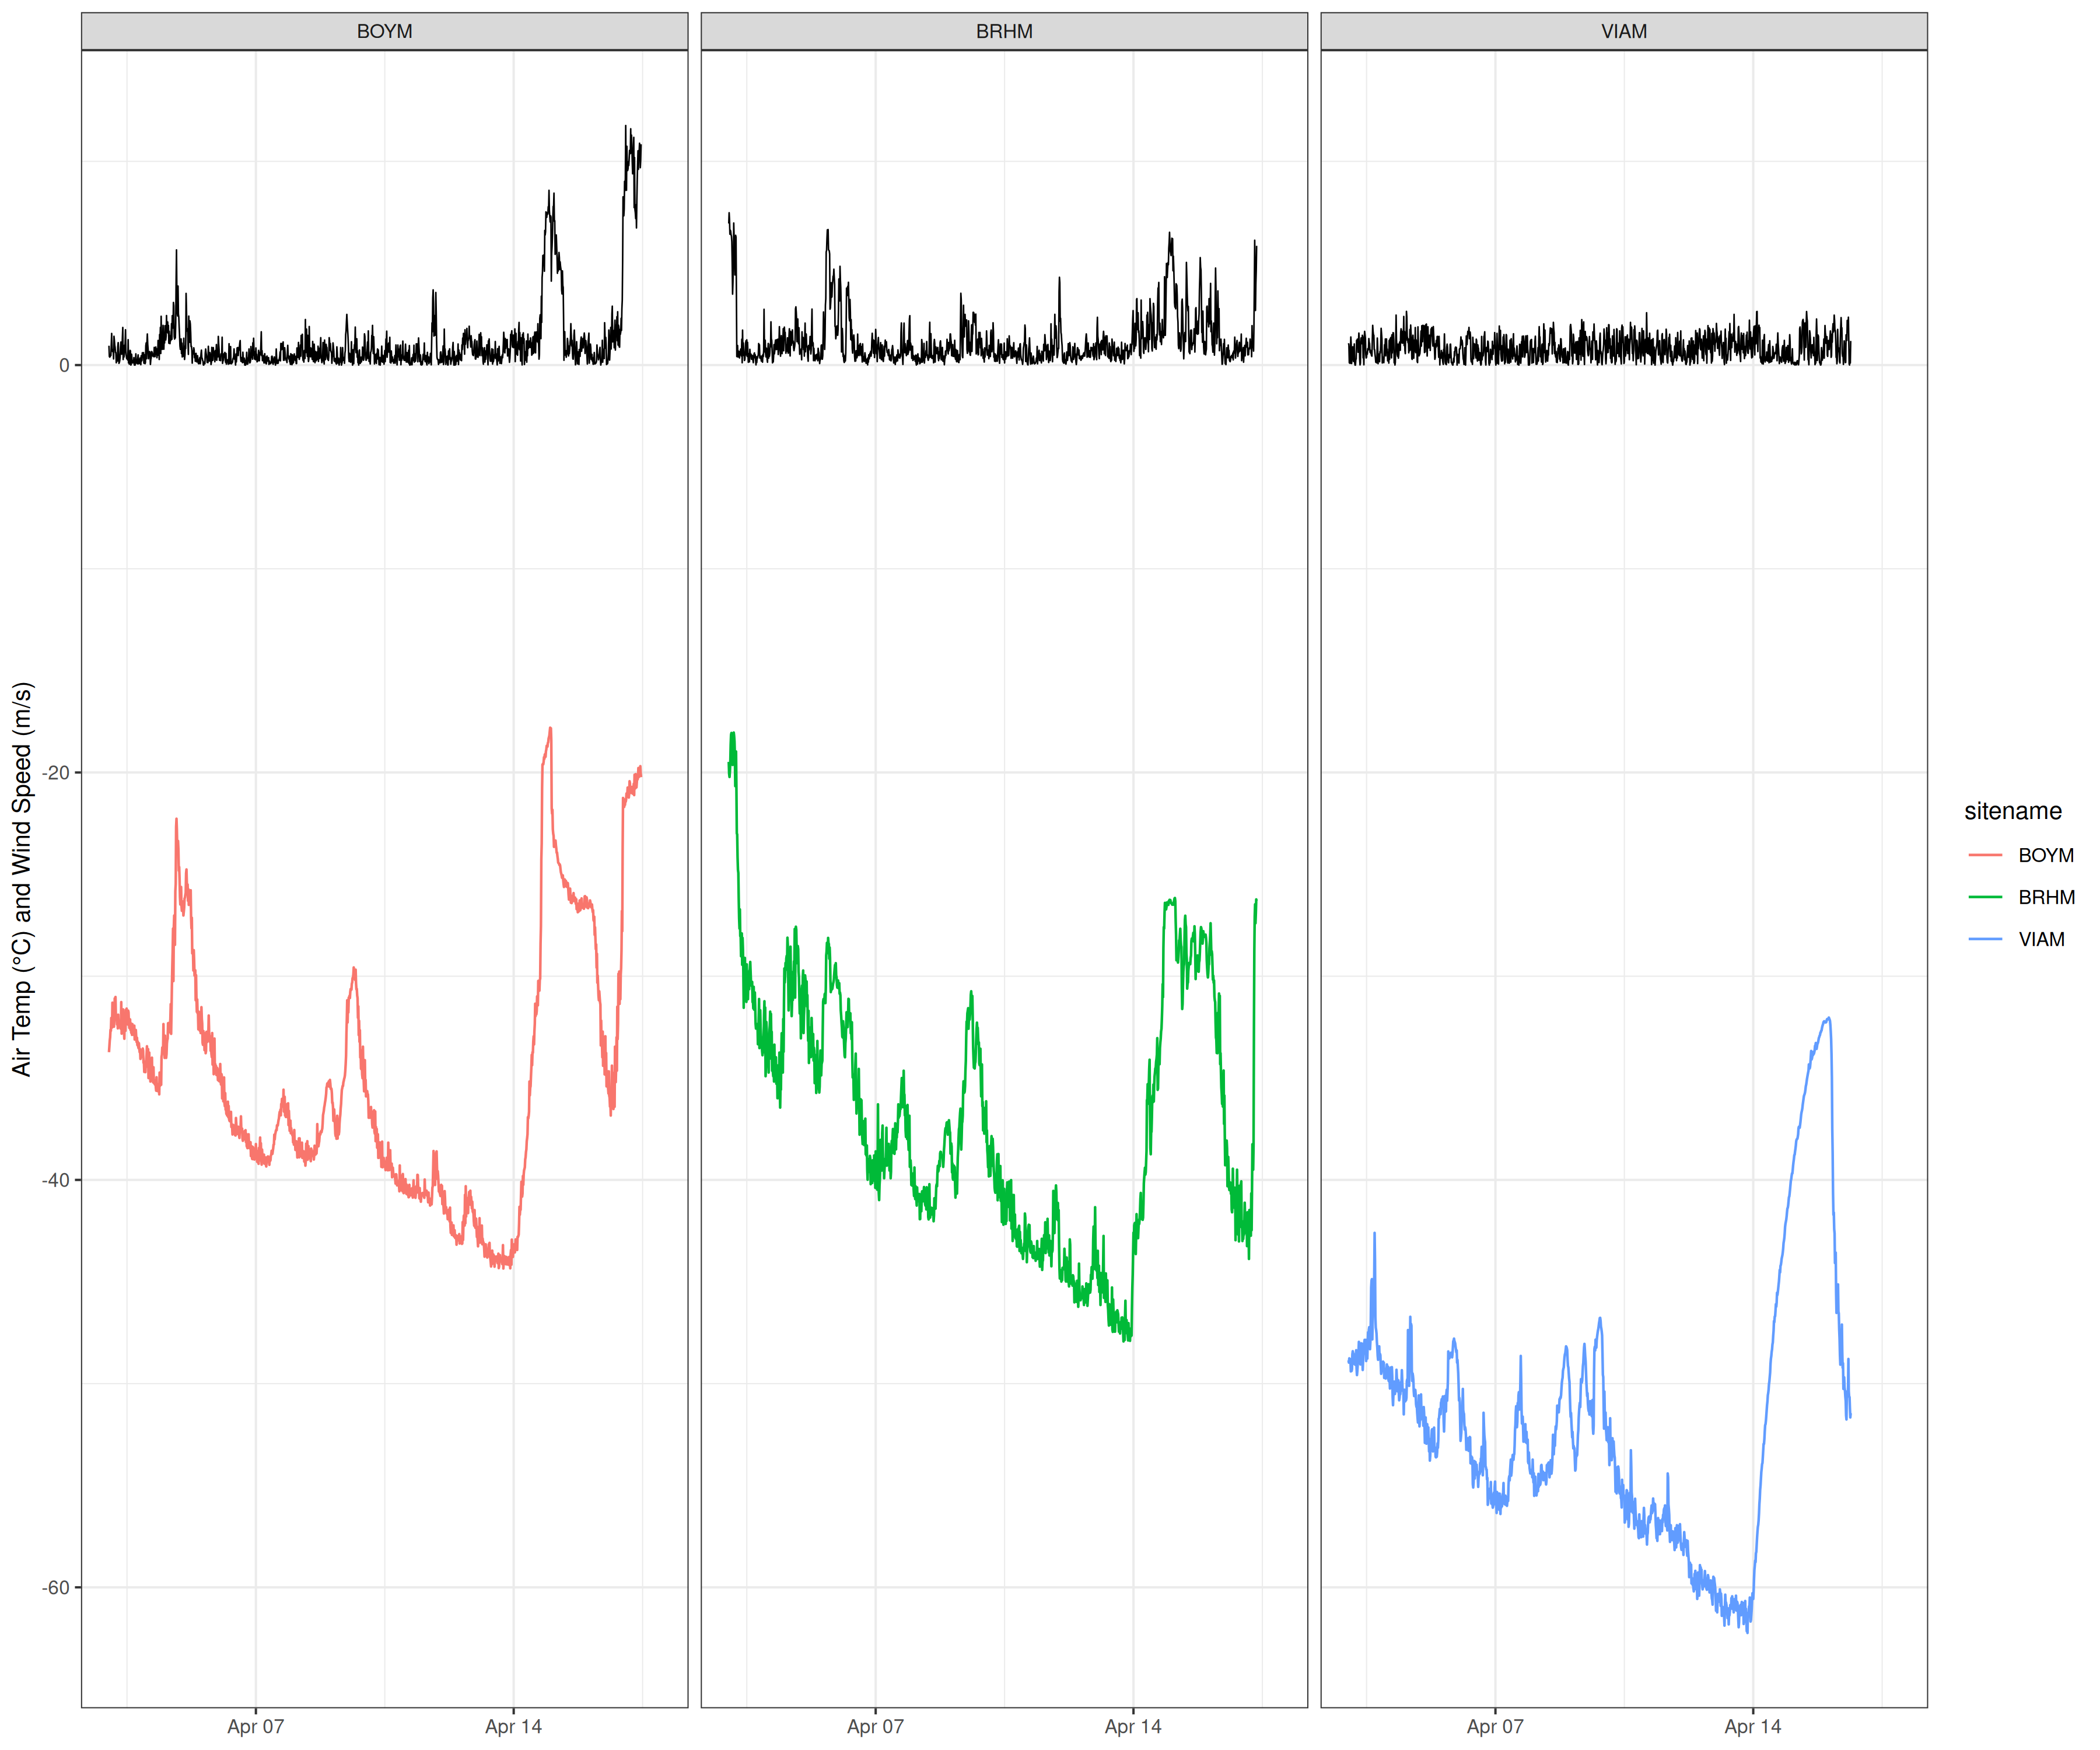 BOYM
BRHM
VIAM
Air Temp (°C) and Wind Speed (m/s)
0
-20
-40
-60
Apr 07
Apr 14
Apr 07
Apr 14
Apr 07
Apr 14
sitename
BOYM
BRHM
VIAM